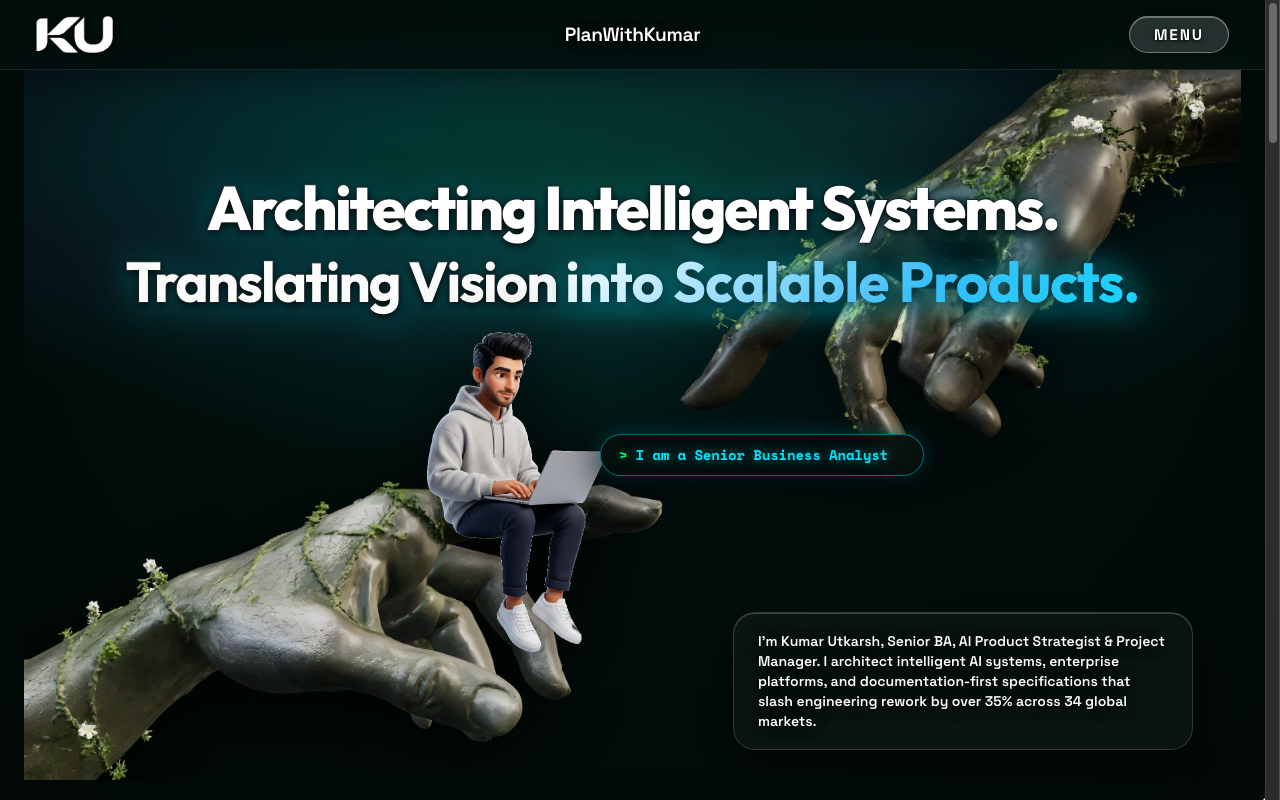 KU
PlanWithKumar
MENU
Architecting Intelligent Systems.
Translating Vision into Scalable Products.
> I am a Senior Business Analyst
I'm Kumar Utkarsh, Senior BA, AI Product Strategist & Project
Manager. I architect intelligent AI systems, enterprise
platforms, and documentation-first specifications that
slash engineering rework by over 35% across 34 global
markets.